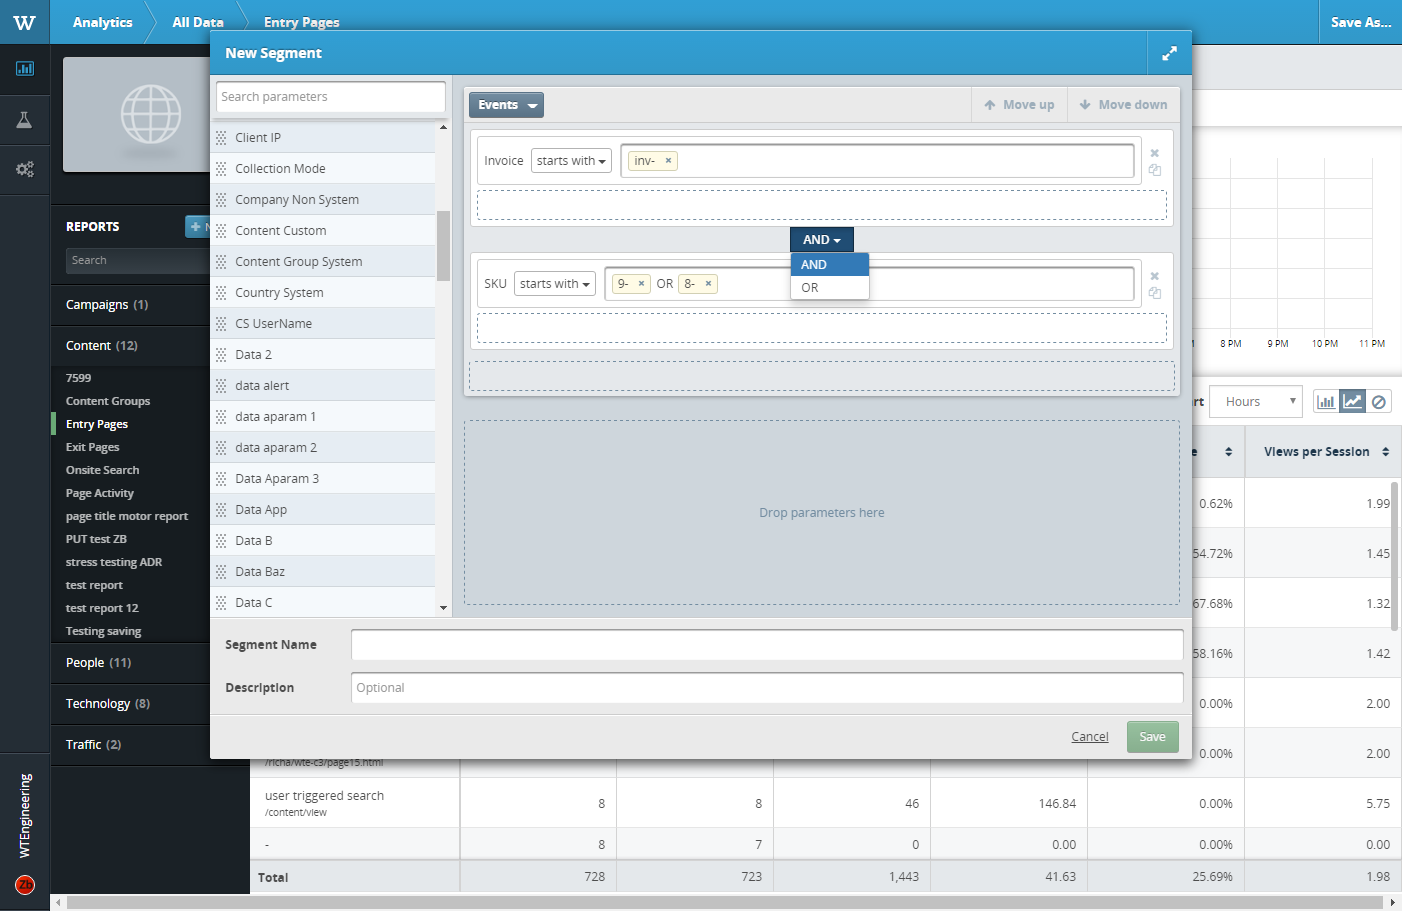 W
Analytics
All Data
Entry Pages
Save As...
New Segment
Search parameters
Client IP
Collection Mode
Company Non System
Content Custom
Content Group System
Country System
CS UserName
Data 2
data alert
data aparam 1
data aparam 2
Data Aparam 3
Data App
Data B
Data Baz
Data C
Events
Move up
Move down
Invoice
starts with
inv- ×
AND
AND
OR
SKU
starts with
9- × OR 8- ×
Drop parameters here
Segment Name
Description
Optional
Cancel
Save
REPORTS
Search
Campaigns (1)
Content (12)
7599
Content Groups
Entry Pages
Exit Pages
Onsite Search
Page Activity
page title motor report
PUT test ZB
stress testing ADR
test report
test report 12
Testing saving
People (11)
Technology (8)
Traffic (2)
WTEngineering
8 PM
9 PM
10 PM
11 PM
Hours
Views per Session
0.62% 1.99
54.72% 1.45
67.68% 1.32
58.16% 1.42
0.00% 2.00
0.00% 2.00
/richa/wte-c3/page15.html
user triggered search
/content/view
8 8 46 146.84 0.00% 5.75
- 8 7 0 0.00 0.00% 0.00
Total 728 723 1,443 41.63 25.69% 1.98